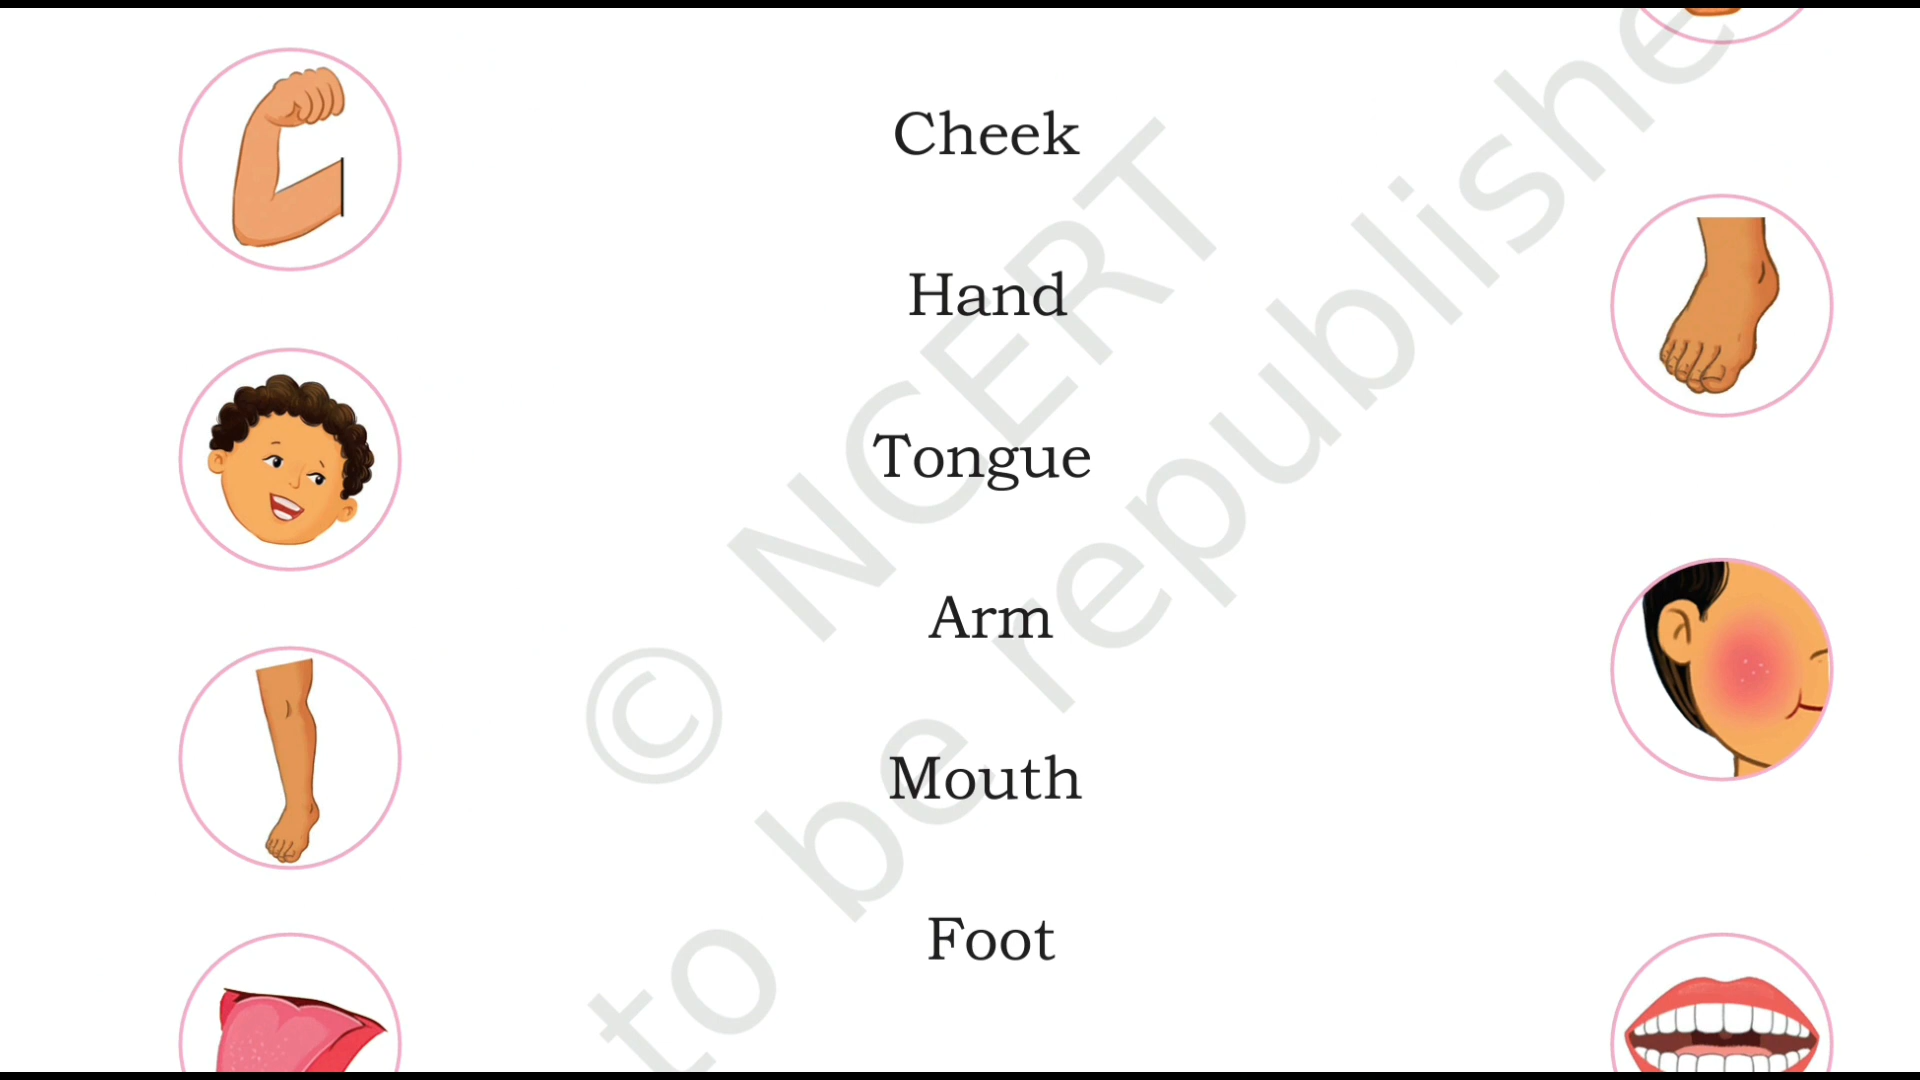 Cheek
Hand
Tongue
Arm
Mouth
Foot
© NCERT
to be republishe